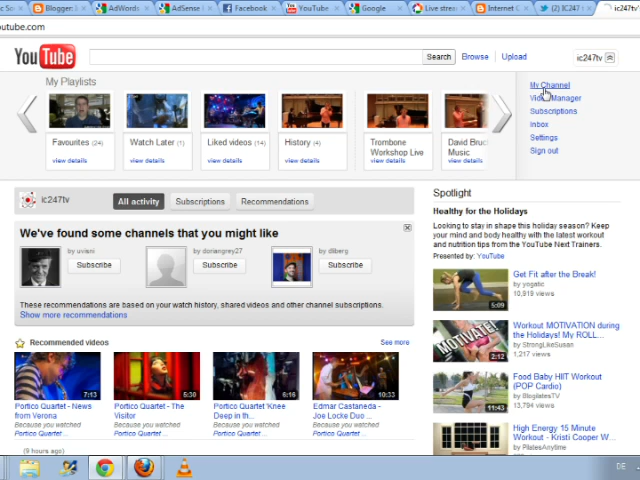 Blogger: L
AdWords
AdSense
Facebook
YouTube
Google
Live stream
Internet C
(2) IC247 t
ic247tv
outube.com
YouTube
Search
Browse
Upload
ic247tv
My Playlists
Favourites (24)
view details
Watch Later (1)
view details
Liked videos (14)
view details
History (4)
view details
Trombone
Workshop Live
view details
David Bruc
Music
view details
My Channel
Video Manager
Subscriptions
Inbox
Settings
Sign out
ic247tv
All activity
Subscriptions
Recommendations
We've found some channels that you might like
by uvisni
Subscribe
by doriangrey27
Subscribe
by dlberg
Subscribe
These recommendations are based on your watch history, shared videos and other channel subscriptions.
Show more recommendations
Recommended videos
See more
7:13
Portico Quartet - News
from Verona
Because you watched
Portico Quartet ...
5:30
Portico Quartet - The
Visitor
Because you watched
Portico Quartet ...
6:16
Portico Quartet 'Knee
Deep in th...
Because you watched
Portico Quartet ...
10:33
Edmar Castaneda -
Joe Locke Duo ...
Because you watched
Portico Quartet ...
(9 hours ago)
Spotlight
Healthy for the Holidays
Looking to stay in shape this holiday season? Keep
your mind and body healthy with the latest workout
and nutrition tips from the YouTube Next Trainers.
Presented by: YouTube
5:09
Get Fit after the Break!
by yogatic
10,919 views
MOTIVATE!
2:12
Workout MOTIVATION during
the Holidays! My ROLL...
by StrongLikeSusan
1,217 views
11:43
Food Baby HIIT Workout
(POP Cardio)
by BlogilatesTV
13,794 views
High Energy 15 Minute
Workout - Kristi Cooper W...
by PilatesAnytime
DE